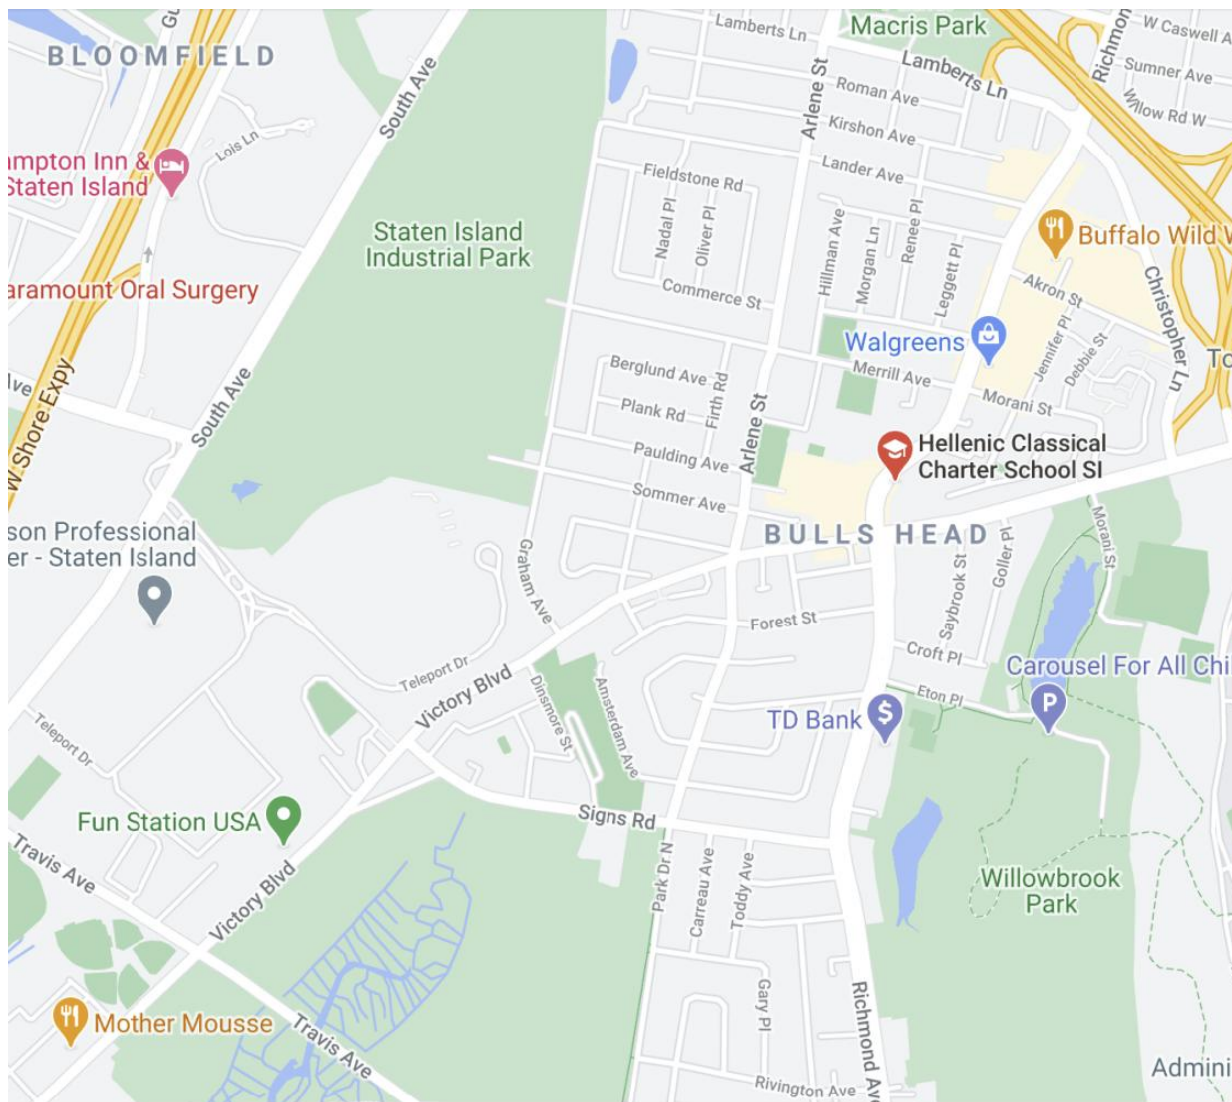 Macris Park
Lamberts Ln
Lamberts Ln
W Caswell A
Richmon
BLOOMFIELD
South Ave
Arlene St
Sumner Ave
Willow Rd W
Roman Ave
Kirshon Ave
Lois Ln
ampton Inn &
Staten Island
Lander Ave
Fieldstone Rd
Nadal Pl
Oliver Pl
Hillman Ave
Morgan Ln
Renee Pl
Leggett Pl
Staten Island
Industrial Park
Buffalo Wild W
aramount Oral Surgery
Commerce St
Akron St
Christopher Ln
Walgreens
Jennifer Pl
Debbie St
To
Merrill Ave
Morani St
Berglund Ave
Firth Rd
Plank Rd
lve
W Shore Expy
South Ave
Arlene St
Paulding Ave
Hellenic Classical
Charter School SI
Sommer Ave
son Professional
er - Staten Island
BULLS HEAD
Morani St
Graham Ave
Saybrook St
Goller Pl
Forest St
Croft Pl
Carousel For All Chi
P
Teleport Dr
Victory Blvd
Dinsmore St
Amsterdam Ave
Eton Pl
TD Bank
$
Teleport Dr
Fun Station USA
Signs Rd
Travis Ave
Victory Blvd
Park Dr N
Carreau Ave
Toddy Ave
Willowbrook
Park
Gary Pl
Richmond Av
Mother Mousse
Travis Ave
Rivington Ave
Admini